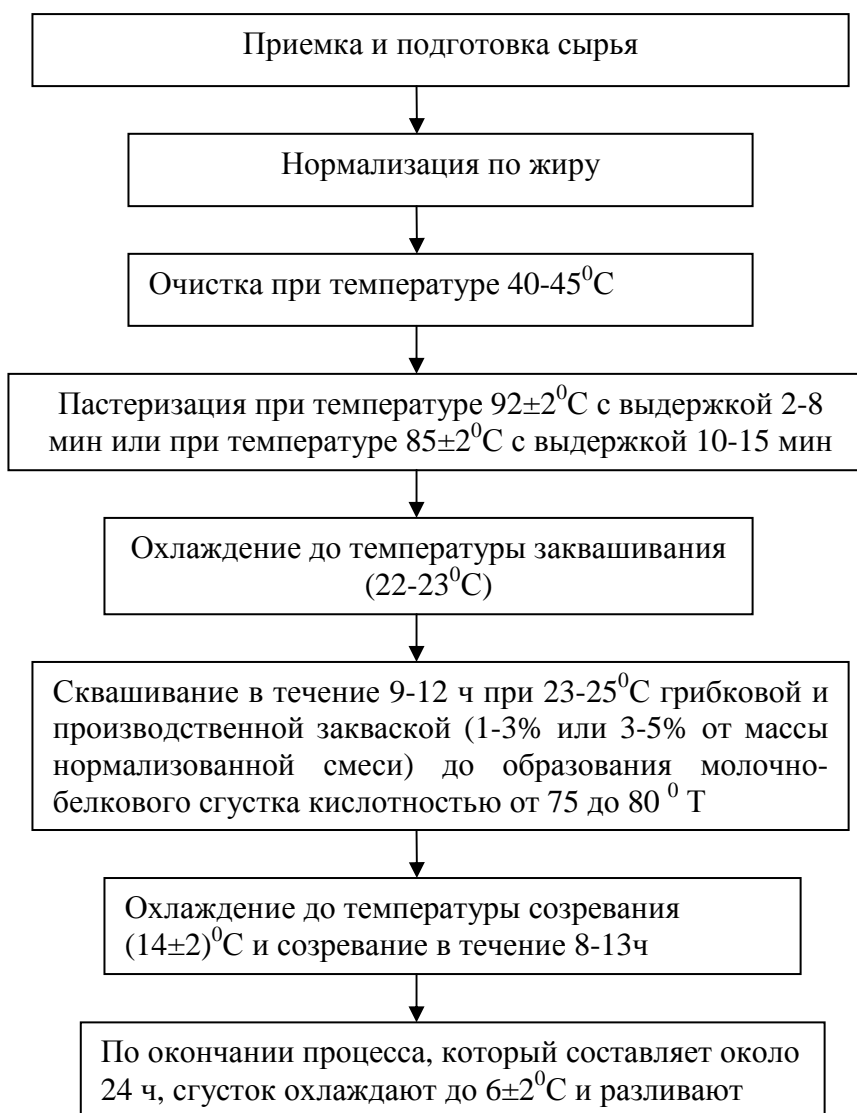 Приемка и подготовка сырья
Нормализация по жиру
Очистка при температуре 40-45⁰С
Пастеризация при температуре 92±2⁰С с выдержкой 2-8
мин или при температуре 85±2⁰С с выдержкой 10-15 мин
Охлаждение до температуры заквашивания
(22-23⁰С)
Сквашивание в течение 9-12 ч при 23-25⁰С грибковой и
производственной закваской (1-3% или 3-5% от массы
нормализованной смеси) до образования молочно-
белкового сгустка кислотностью от 75 до 80 ⁰ Т
Охлаждение до температуры созревания
(14±2)⁰С и созревание в течение 8-13ч
По окончании процесса, который составляет около
24 ч, сгусток охлаждают до 6±2⁰С и разливают